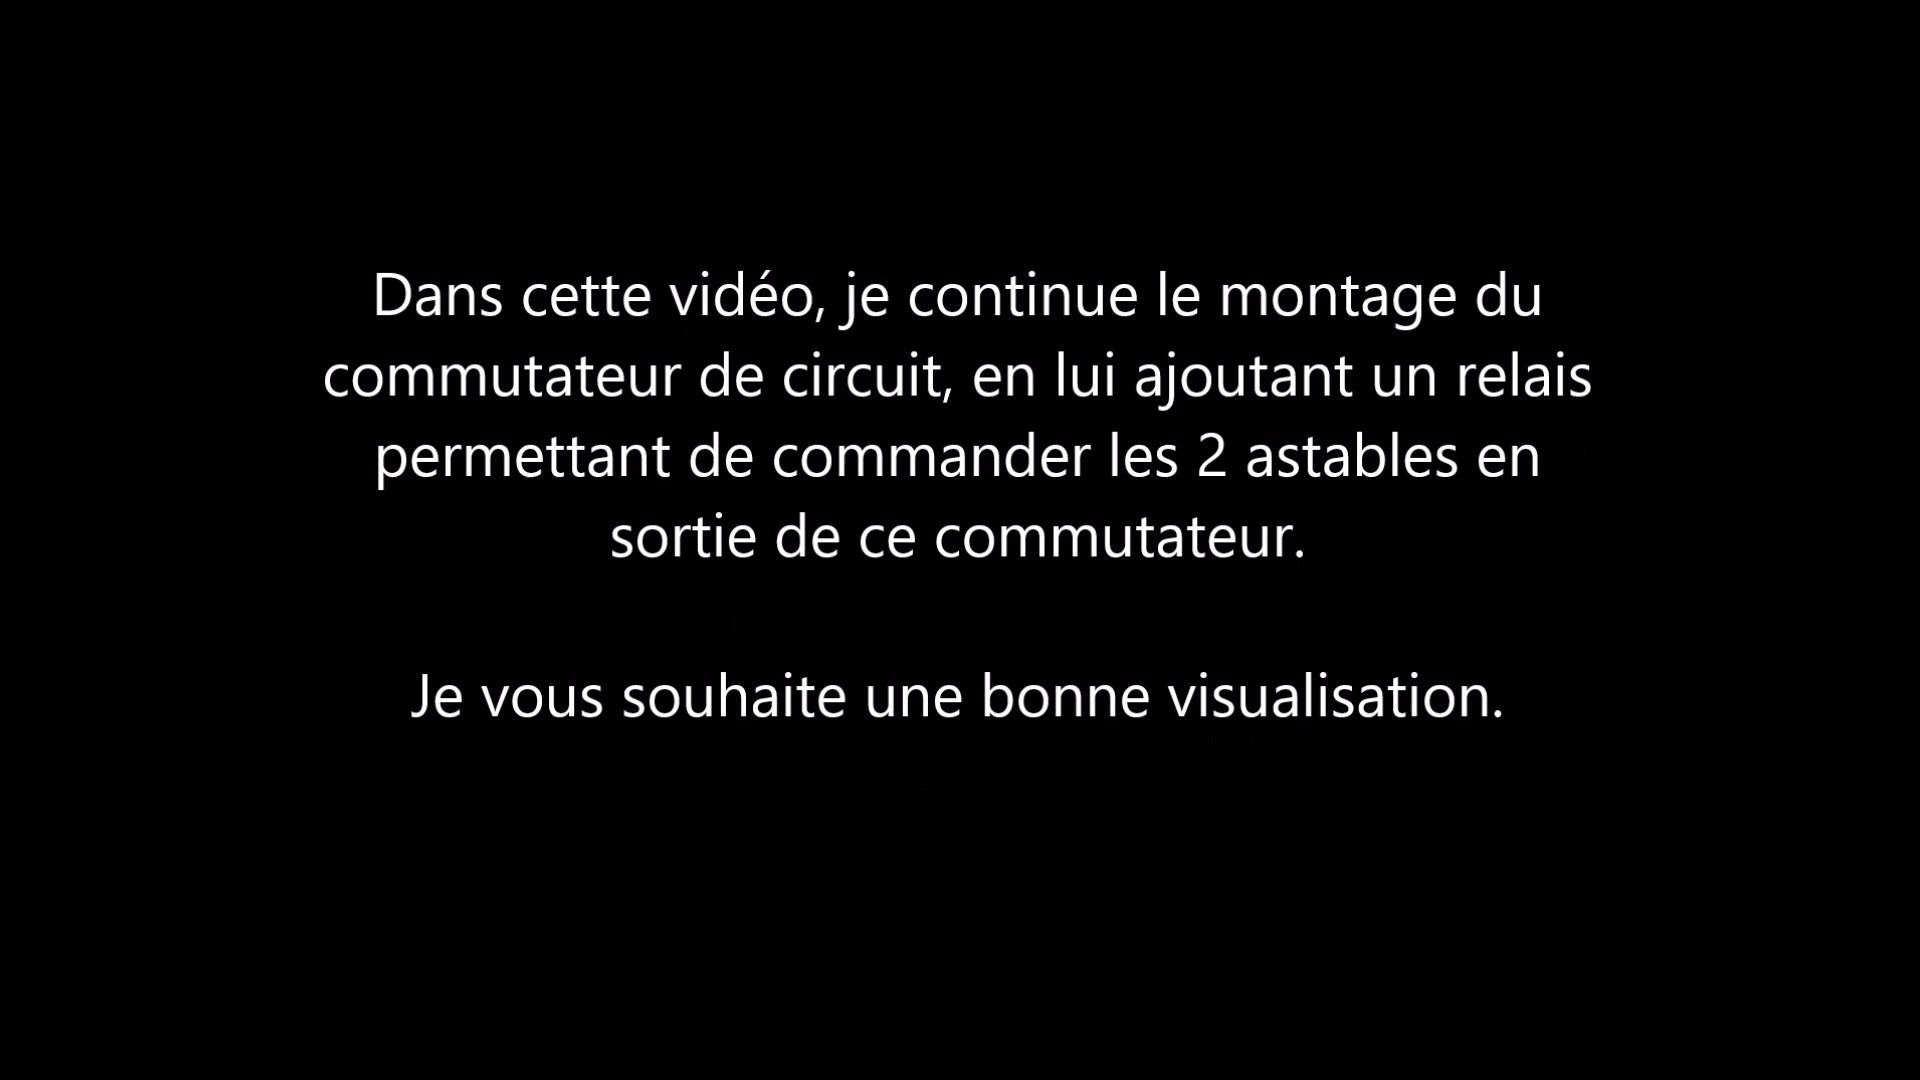 Dans cette vidéo, je continue le montage du
commutateur de circuit, en lui ajoutant un relais
permettant de commander les 2 astables en
sortie de ce commutateur.
Je vous souhaite une bonne visualisation.